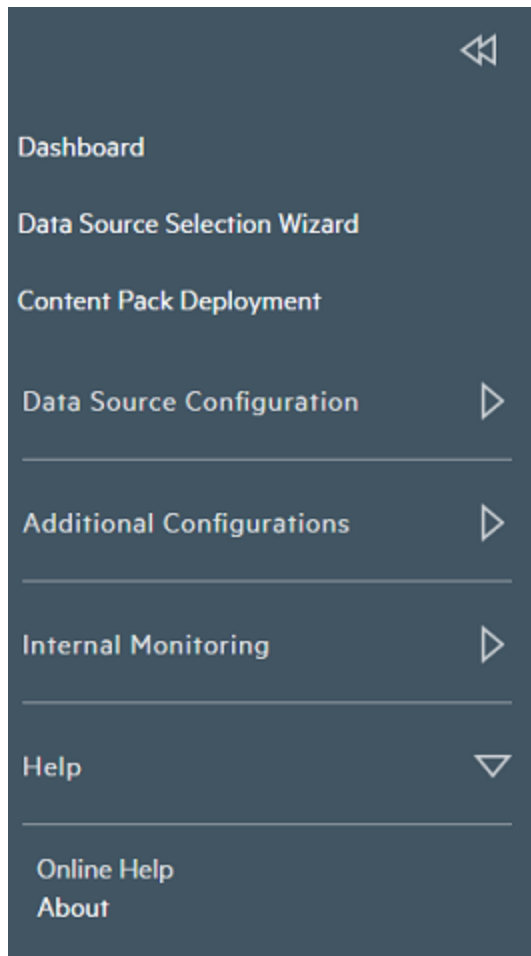 Dashboard
Data Source Selection Wizard
Content Pack Deployment
Data Source Configuration
Additional Configurations
Internal Monitoring
Help
Online Help
About